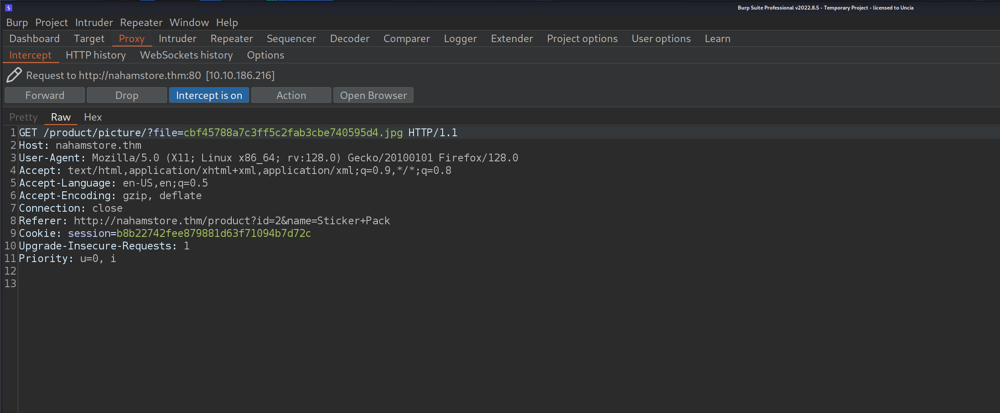 Burp Suite Professional v2022.8.5 - Temporary Project - licensed to Uncia
Burp Project Intruder Repeater Window Help
Dashboard Target Proxy Intruder Repeater Sequencer Decoder Comparer Logger Extender Project options User options Learn
Intercept HTTP history WebSockets history Options
Request to http://nahamstore.thm:80 [10.10.186.216]
Forward Drop Intercept is on Action Open Browser
Pretty Raw Hex
1 GET /product/picture/?file=cbf45788a7c3ff5c2fab3cbe740595d4.jpg HTTP/1.1
2 Host: nahamstore.thm
3 User-Agent: Mozilla/5.0 (X11; Linux x86_64; rv:128.0) Gecko/20100101 Firefox/128.0
4 Accept: text/html,application/xhtml+xml,application/xml;q=0.9,*/*;q=0.8
5 Accept-Language: en-US,en;q=0.5
6 Accept-Encoding: gzip, deflate
7 Connection: close
8 Referer: http://nahamstore.thm/product?id=2&name=Sticker+Pack
9 Cookie: session=b8b22742fee879881d63f71094b7d72c
10 Upgrade-Insecure-Requests: 1
11 Priority: u=0, i
12
13